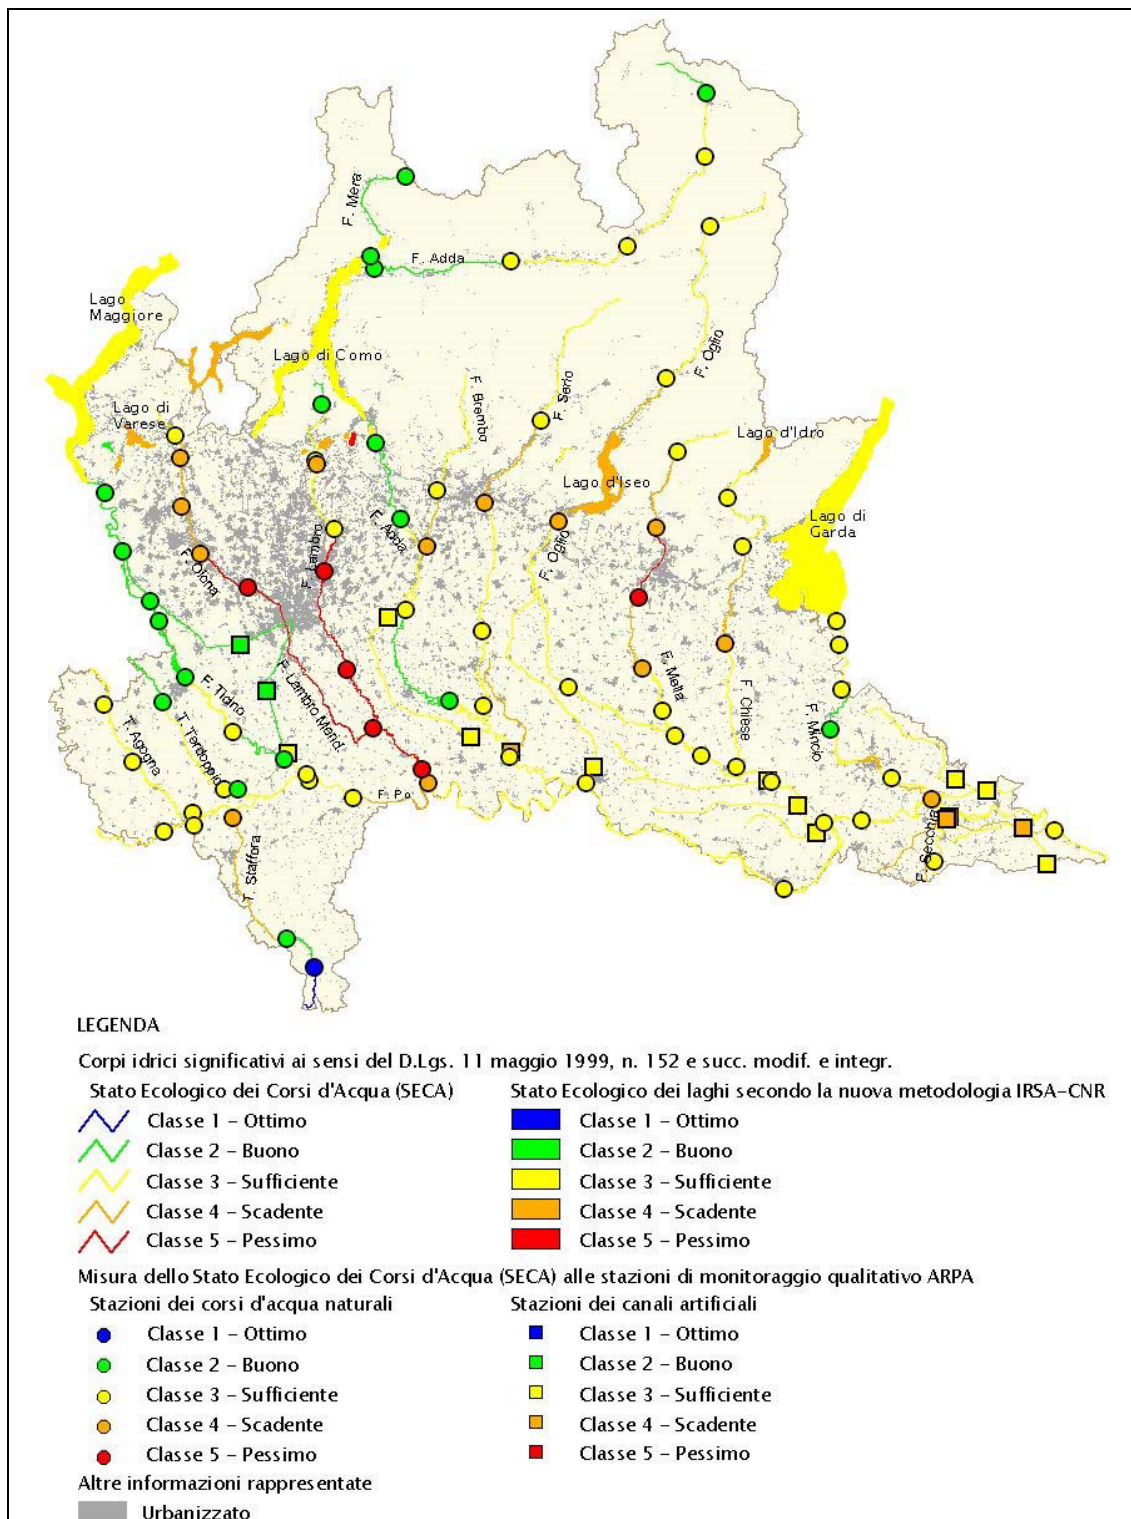 F. Mera
F. Adda
Lago
Maggiore
Lago di Como
F. Oglio
F. Brembo
F. Serio
Lago di
Varese
Lago d'Idro
Lago d'Iseo
Lago di
Garda
F. Adda
F. Olona
F. Lambro
F. Oglio
F. Ticino
F. Lambro Merid.
F. Mella
F. Chiese
F. Mincio
T. Agogna
T. Terdoppio
F. Po
T. Staffora
F. Secchia
LEGENDA
Corpi idrici significativi ai sensi del D.Lgs. 11 maggio 1999, n. 152 e succ. modif. e integr.
Stato Ecologico dei Corsi d'Acqua (SECA)
Classe 1 – Ottimo
Classe 2 – Buono
Classe 3 – Sufficiente
Classe 4 – Scadente
Classe 5 – Pessimo
Stato Ecologico dei laghi secondo la nuova metodologia IRSA–CNR
Classe 1 – Ottimo
Classe 2 – Buono
Classe 3 – Sufficiente
Classe 4 – Scadente
Classe 5 – Pessimo
Misura dello Stato Ecologico dei Corsi d'Acqua (SECA) alle stazioni di monitoraggio qualitativo ARPA
Stazioni dei corsi d'acqua naturali
Classe 1 – Ottimo
Classe 2 – Buono
Classe 3 – Sufficiente
Classe 4 – Scadente
Classe 5 – Pessimo
Stazioni dei canali artificiali
Classe 1 – Ottimo
Classe 2 – Buono
Classe 3 – Sufficiente
Classe 4 – Scadente
Classe 5 – Pessimo
Altre informazioni rappresentate
Urbanizzato